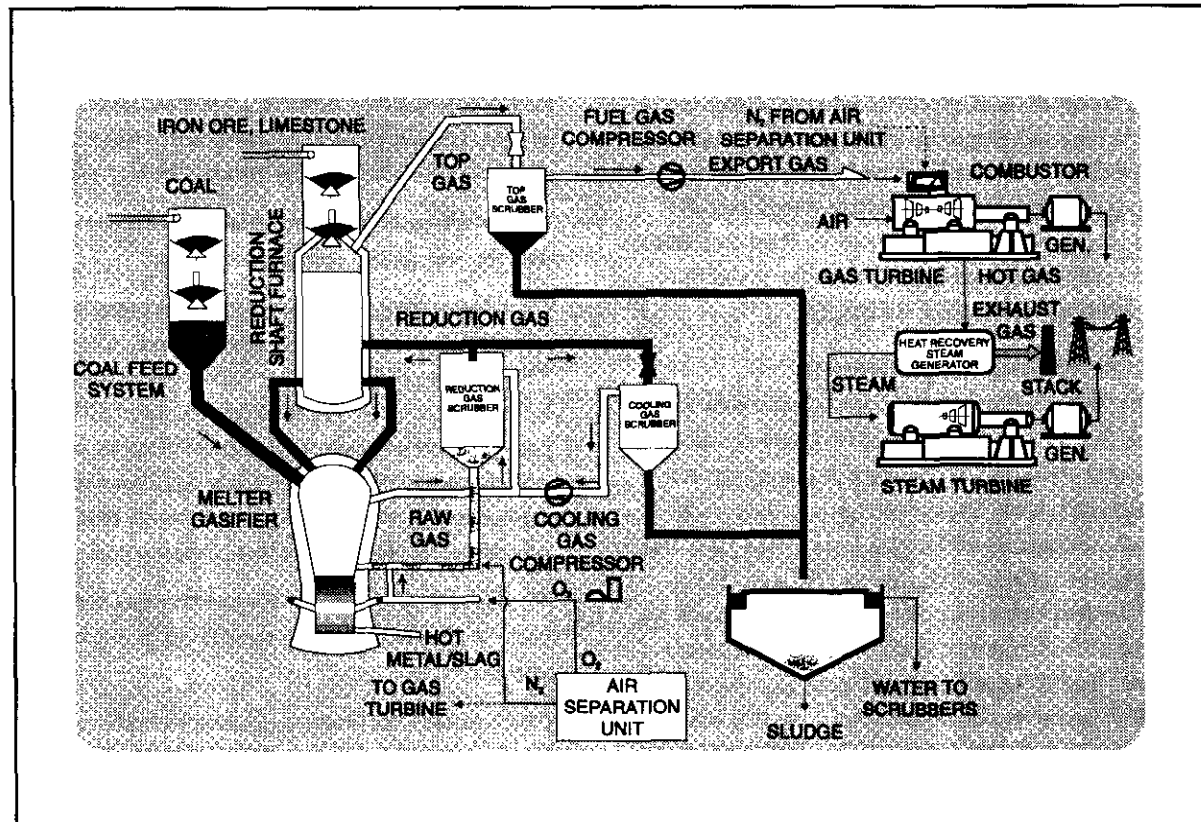 IRON ORE, LIMESTONE
COAL
TOP
GAS
FUEL GAS
COMPRESSOR
N₂ FROM AIR
SEPARATION UNIT
EXPORT GAS
COMBUSTOR
TOP
GAS
SCRUBBER
AIR
GEN.
GAS TURBINE
HOT GAS
REDUCTION
SHAFT FURNACE
REDUCTION GAS
EXHAUST
GAS
HEAT RECOVERY
STEAM
GENERATOR
COAL FEED
SYSTEM
STEAM
STACK
REDUCTION
GAS
SCRUBBER
COOLING
GAS
SCRUBBER
GEN.
STEAM TURBINE
MELTER
GASIFIER
RAW
GAS
COOLING
GAS
COMPRESSOR
O₂
HOT
METAL/SLAG
O₂
N₂
TO GAS
TURBINE
AIR
SEPARATION
UNIT
WATER TO
SCRUBBERS
SLUDGE